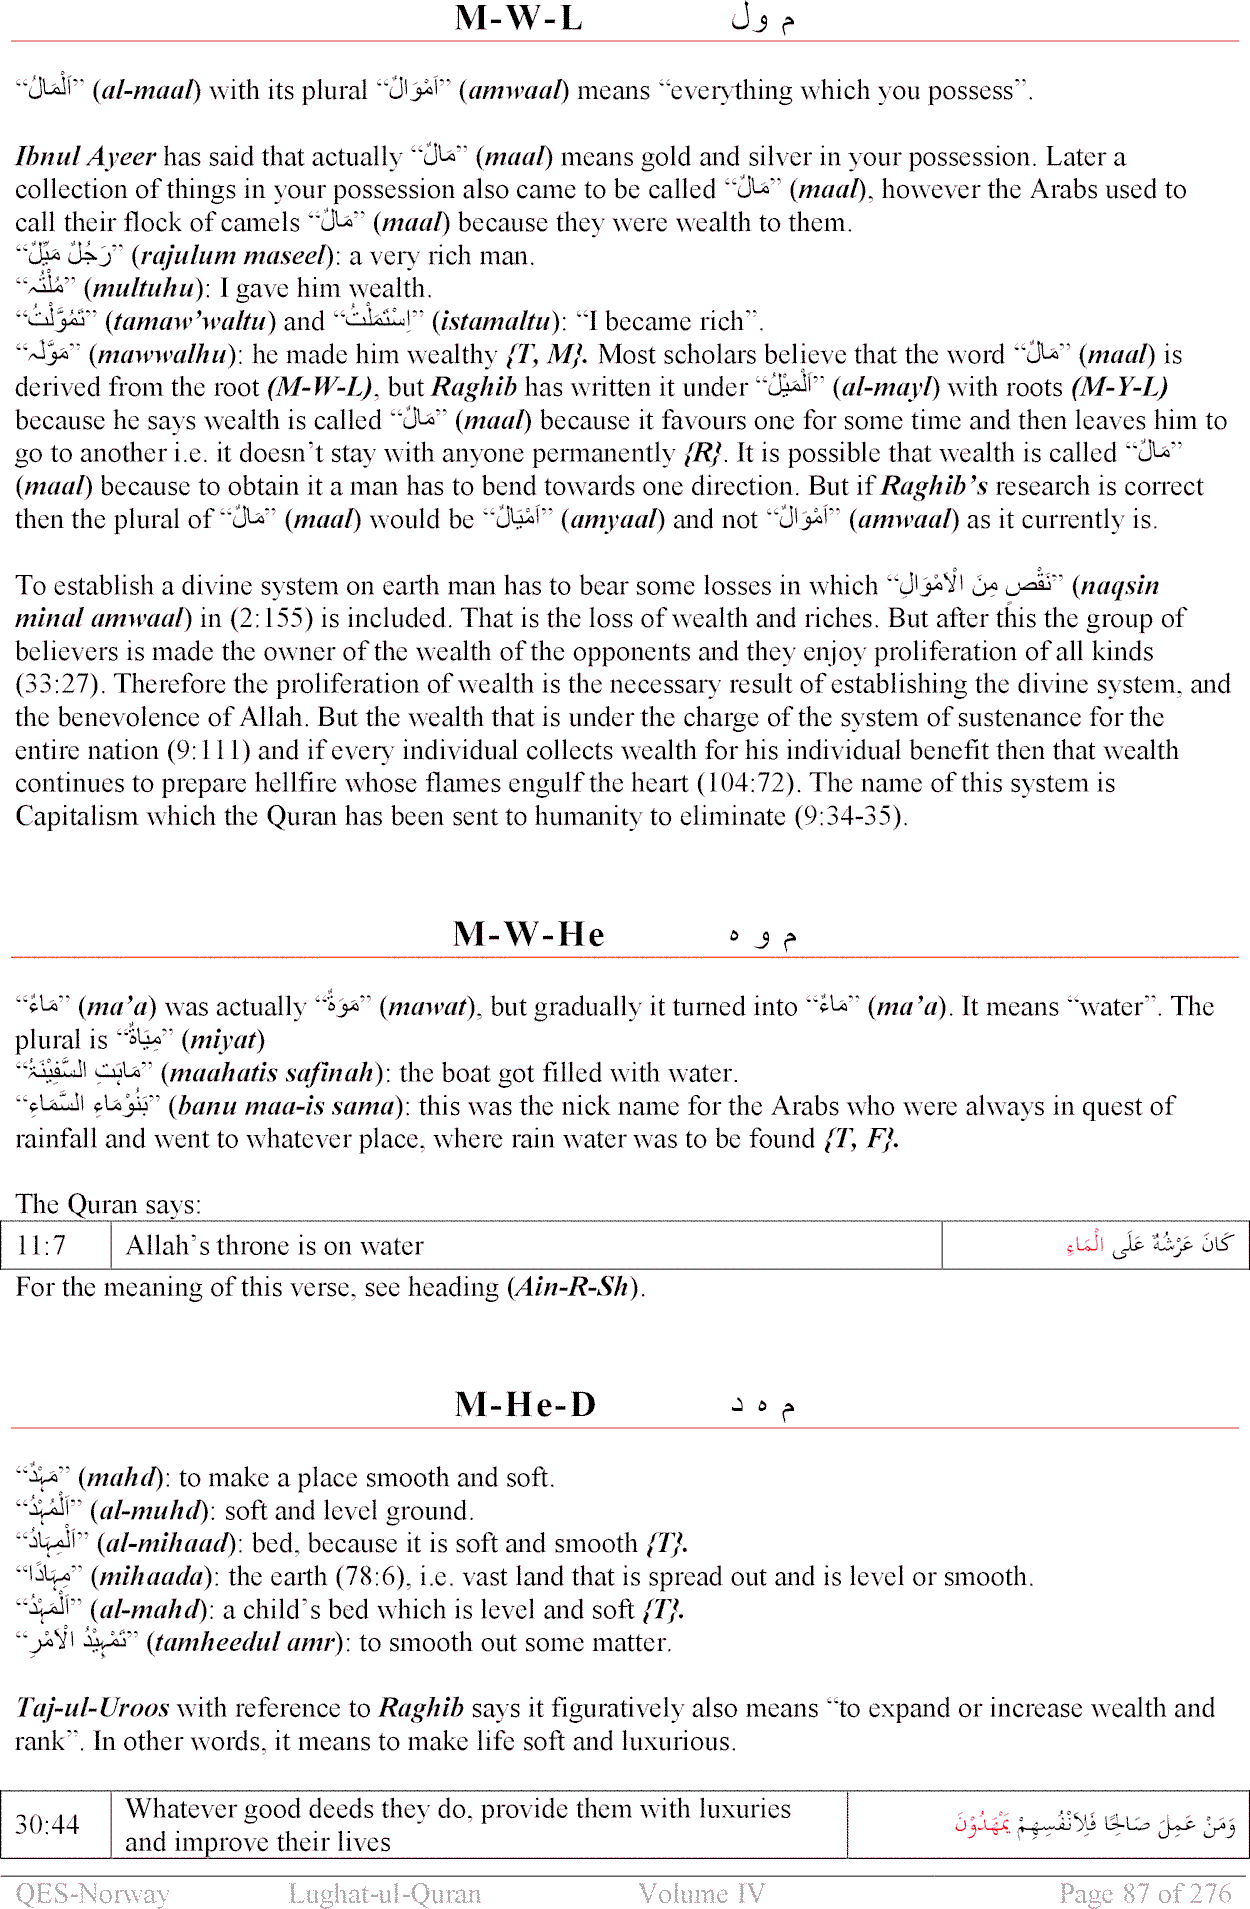 M-W-L م و ل
“اَلْمَالُ” (al-maal) with its plural “اَمْوَالٌ” (amwaal) means “everything which you possess”.
Ibnul Ayeer has said that actually “مَالٌ” (maal) means gold and silver in your possession. Later a
collection of things in your possession also came to be called “مَالٌ” (maal), however the Arabs used to
call their flock of camels “مَالٌ” (maal) because they were wealth to them.
“رَجُلٌ مَيِّلٌ” (rajulum maseel): a very rich man.
“مُلْتُہ” (multuhu): I gave him wealth.
“تَمَوَّلْتُ” (tamaw’waltu) and “اِسْتَمَلْتُ” (istamaltu): “I became rich”.
“مَوَّلَہ” (mawwalhu): he made him wealthy {T, M}. Most scholars believe that the word “مَالٌ” (maal) is
derived from the root (M-W-L), but Raghib has written it under “اَلْمَيْلُ” (al-mayl) with roots (M-Y-L)
because he says wealth is called “مَالٌ” (maal) because it favours one for some time and then leaves him to
go to another i.e. it doesn’t stay with anyone permanently {R}. It is possible that wealth is called “مَالٌ”
(maal) because to obtain it a man has to bend towards one direction. But if Raghib’s research is correct
then the plural of “مَالٌ” (maal) would be “اَمْيَالٌ” (amyaal) and not “اَمْوَالٌ” (amwaal) as it currently is.
To establish a divine system on earth man has to bear some losses in which “نَقْصٍ مِنَ الْاَمْوَالِ” (naqsin
minal amwaal) in (2:155) is included. That is the loss of wealth and riches. But after this the group of
believers is made the owner of the wealth of the opponents and they enjoy proliferation of all kinds
(33:27). Therefore the proliferation of wealth is the necessary result of establishing the divine system, and
the benevolence of Allah. But the wealth that is under the charge of the system of sustenance for the
entire nation (9:111) and if every individual collects wealth for his individual benefit then that wealth
continues to prepare hellfire whose flames engulf the heart (104:72). The name of this system is
Capitalism which the Quran has been sent to humanity to eliminate (9:34-35).
M-W-He م و ہ
“مَاءٌ” (ma’a) was actually “مَوَةٌ” (mawat), but gradually it turned into “مَاءٌ” (ma’a). It means “water”. The
plural is “مِيَاةٌ” (miyat)
“مَاہَتِ السَّفِيْنَۃُ” (maahatis safinah): the boat got filled with water.
“بَنُوْمَاءِ السَّمَاءِ” (banu maa-is sama): this was the nick name for the Arabs who were always in quest of
rainfall and went to whatever place, where rain water was to be found {T, F}.
The Quran says:
11:7 Allah’s throne is on water كَانَ عَرْشُهٗ عَلَى الْمَاءِ
For the meaning of this verse, see heading (Ain-R-Sh).
M-He-D م ہ د
“مَہْدٌ” (mahd): to make a place smooth and soft.
“اَلْمُہْدُ” (al-muhd): soft and level ground.
“اَلْمِہَادُ” (al-mihaad): bed, because it is soft and smooth {T}.
“مِہَادًا” (mihaada): the earth (78:6), i.e. vast land that is spread out and is level or smooth.
“اَلْمَہْدُ” (al-mahd): a child’s bed which is level and soft {T}.
“تَمْہِيْدُ الْاَمْرِ” (tamheedul amr): to smooth out some matter.
Taj-ul-Uroos with reference to Raghib says it figuratively also means “to expand or increase wealth and
rank”. In other words, it means to make life soft and luxurious.
30:44 Whatever good deeds they do, provide them with luxuries وَمَنْ عَمِلَ صَالِحًا فَلِاَنْفُسِهِمْ يَمْهَدُوْنَ
and improve their lives
QES-Norway Lughat-ul-Quran Volume IV Page 87 of 276